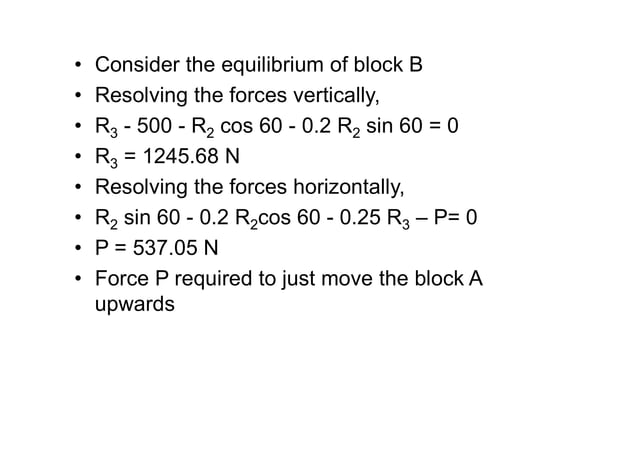 • Consider the equilibrium of block B
• Resolving the forces vertically,
• R₃ - 500 - R₂ cos 60 - 0.2 R₂ sin 60 = 0
• R₃ = 1245.68 N
• Resolving the forces horizontally,
• R₂ sin 60 - 0.2 R₂cos 60 - 0.25 R₃ – P= 0
• P = 537.05 N
• Force P required to just move the block A
upwards